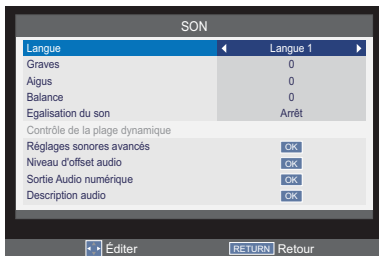 SON
Langue Langue 1
Graves 0
Aigus 0
Balance 0
Egalisation du son Arrêt
Contrôle de la plage dynamique
Réglages sonores avancés OK
Niveau d'offset audio OK
Sortie Audio numérique OK
Description audio OK
Éditer RETURN Retour